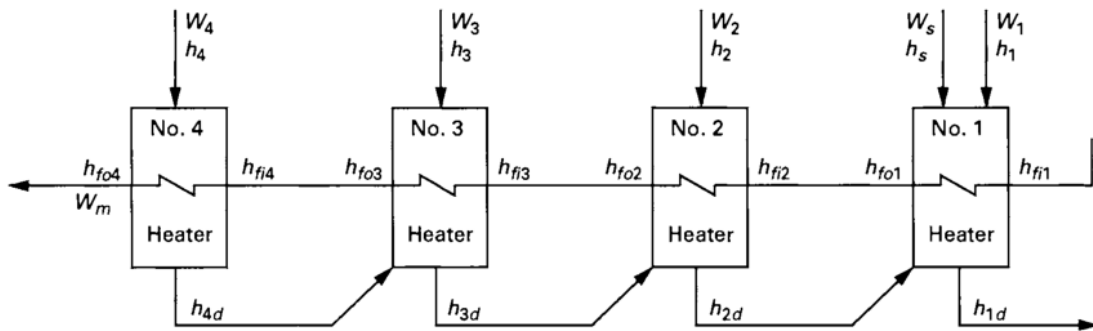 W4 W3 W2 Ws W1
h4 h3 h2 hs h1
No. 4 No. 3 No. 2 No. 1
hfo4 hfi4 hfo3 hfi3 hfo2 hfi2 hfo1 hfi1
Wm
Heater Heater Heater Heater
h4d h3d h2d h1d